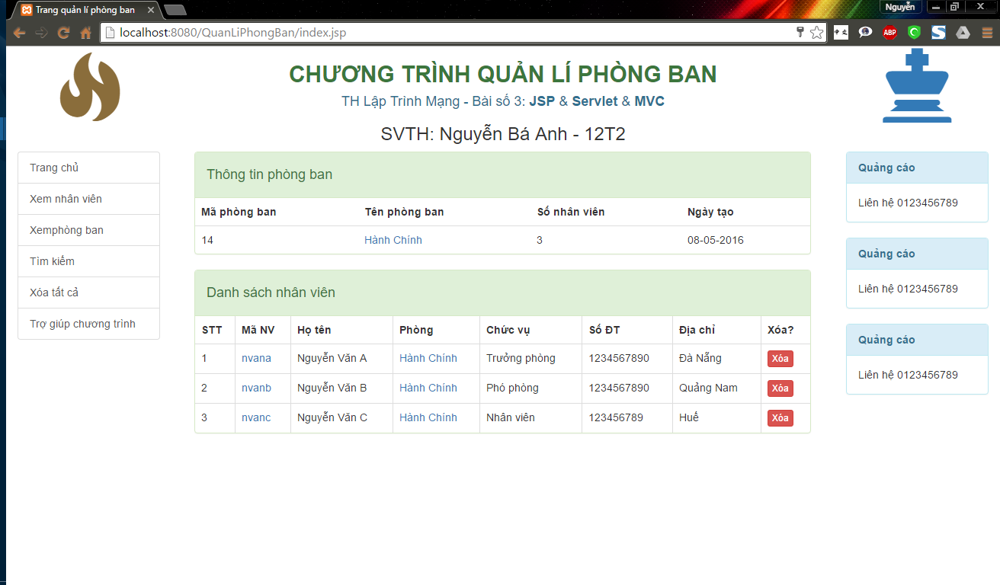 Trang quản lí phòng ban
Nguyễn
localhost:8080/QuanLiPhongBan/index.jsp
ABP
CHƯƠNG TRÌNH QUẢN LÍ PHÒNG BAN
TH Lập Trình Mạng - Bài số 3: JSP & Servlet & MVC
SVTH: Nguyễn Bá Anh - 12T2
Trang chủ
Xem nhân viên
Xemphòng ban
Tìm kiếm
Xóa tất cả
Trợ giúp chương trình
Thông tin phòng ban
Mã phòng ban Tên phòng ban Số nhân viên Ngày tạo
14 Hành Chính 3 08-05-2016
Danh sách nhân viên
STT Mã NV Họ tên Phòng Chức vụ Số ĐT Địa chỉ Xóa?
1 nvana Nguyễn Văn A Hành Chính Trưởng phòng 1234567890 Đà Nẵng Xóa
2 nvanb Nguyễn Văn B Hành Chính Phó phòng 1234567890 Quảng Nam Xóa
3 nvanc Nguyễn Văn C Hành Chính Nhân viên 123456789 Huế Xóa
Quảng cáo
Liên hệ 0123456789
Quảng cáo
Liên hệ 0123456789
Quảng cáo
Liên hệ 0123456789